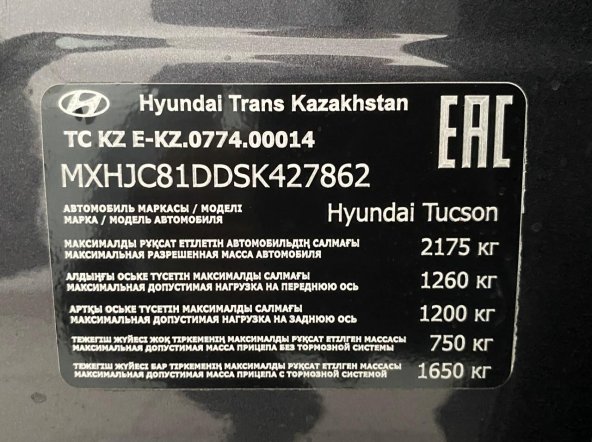 Hyundai Trans Kazakhstan
EAC
ТС KZ E-KZ.0774.00014
MXHJC81DDSK427862
АВТОМОБИЛЬ МАРКАСЫ / МОДЕЛІ
МАРКА / МОДЕЛЬ АВТОМОБИЛЯ
Hyundai Tucson
МАКСИМАЛДЫ РҰҚСАТ ЕТІЛЕТІН АВТОМОБИЛЬДІҢ САЛМАҒЫ
МАКСИМАЛЬНАЯ РАЗРЕШЕННАЯ МАССА АВТОМОБИЛЯ
2175 кг
АЛДЫҢҒЫ ОСЬКЕ ТҮСЕТІН МАКСИМАЛДЫ САЛМАҒЫ
МАКСИМАЛЬНАЯ ДОПУСТИМАЯ НАГРУЗКА НА ПЕРЕДНЮЮ ОСЬ
1260 кг
АРТҚЫ ОСЬКЕ ТҮСЕТІН МАКСИМАЛДЫ САЛМАҒЫ
МАКСИМАЛЬНАЯ ДОПУСТИМАЯ НАГРУЗКА НА ЗАДНЮЮ ОСЬ
1200 кг
ТЕЖЕГІШ ЖҮЙЕСІ ЖОҚ ТІРКЕМЕНІҢ МАКСИМАЛДЫ РҰҚСАТ ЕТІЛГЕН МАССАСЫ
МАКСИМАЛЬНАЯ ДОПУСТИМАЯ МАССА ПРИЦЕПА БЕЗ ТОРМОЗНОЙ СИСТЕМЫ
750 кг
ТЕЖЕГІШ ЖҮЙЕСІ БАР ТІРКЕМЕНІҢ МАКСИМАЛДЫ РҰҚСАТ ЕТІЛГЕН МАССАСЫ
МАКСИМАЛЬНАЯ ДОПУСТИМАЯ МАССА ПРИЦЕПА С ТОРМОЗНОЙ СИСТЕМОЙ
1650 кг